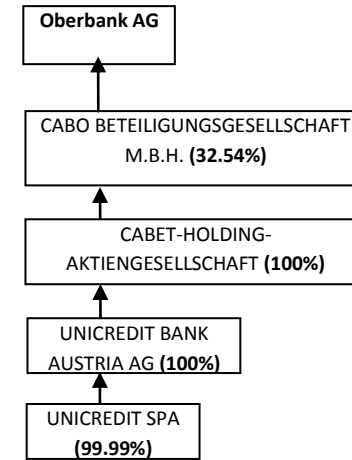 Oberbank AG
CABO BETEILIGUNGSGESELLSCHAFT
M.B.H. (32.54%)
CABET-HOLDING-
AKTIENGESELLSCHAFT (100%)
UNICREDIT BANK
AUSTRIA AG (100%)
UNICREDIT SPA
(99.99%)